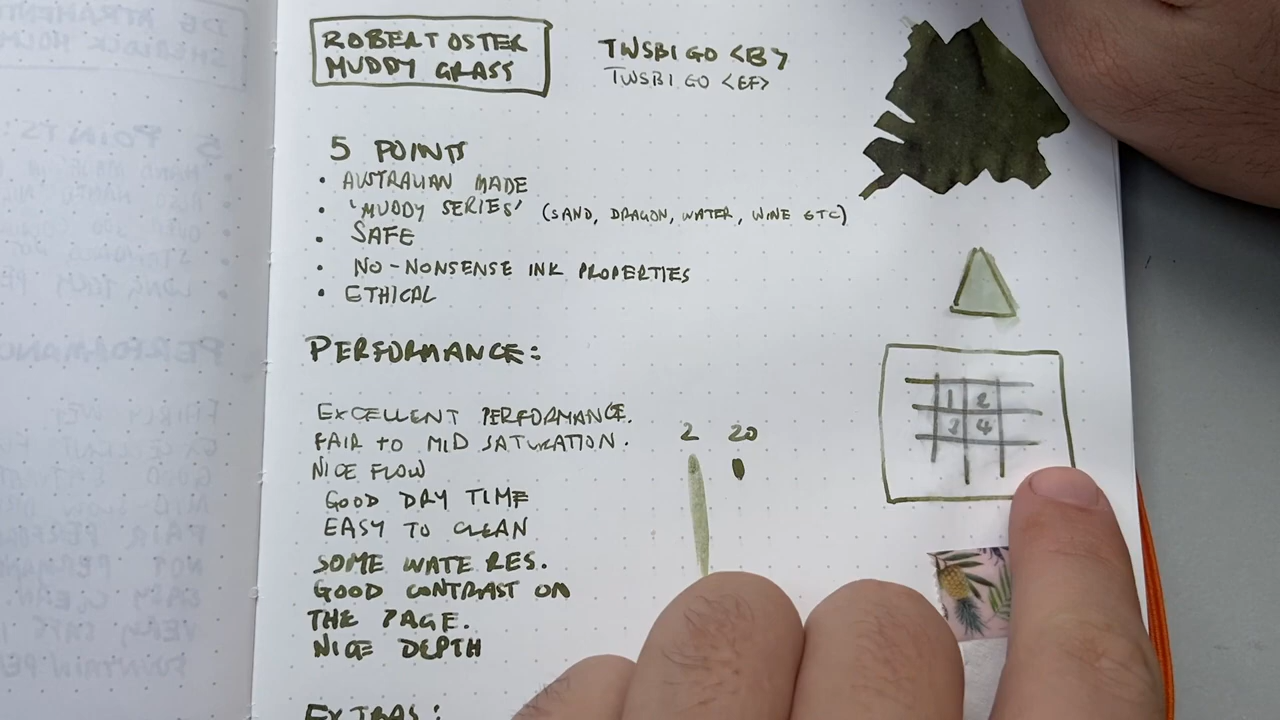 ROBERT OSTER
MUDDY GRASS
TWSBI GO <B>
TWSBI GO <EF>
5 POINTS
• AUSTRALIAN MADE
• 'MUDDY SERIES' (SAND, DRAGON, WATER, WINE ETC)
• SAFE
• NO-NONSENSE INK PROPERTIES
• ETHICAL
PERFORMANCE:
EXCELLENT PERFORMANCE.
FAIR TO MID SATURATION.
NICE FLOW
GOOD DRY TIME
EASY TO CLEAN
SOME WATE RES.
GOOD CONTRAST ON
THE PAGE.
NICE DEPTH
2 20
1 2
3 4
EXTRAS: